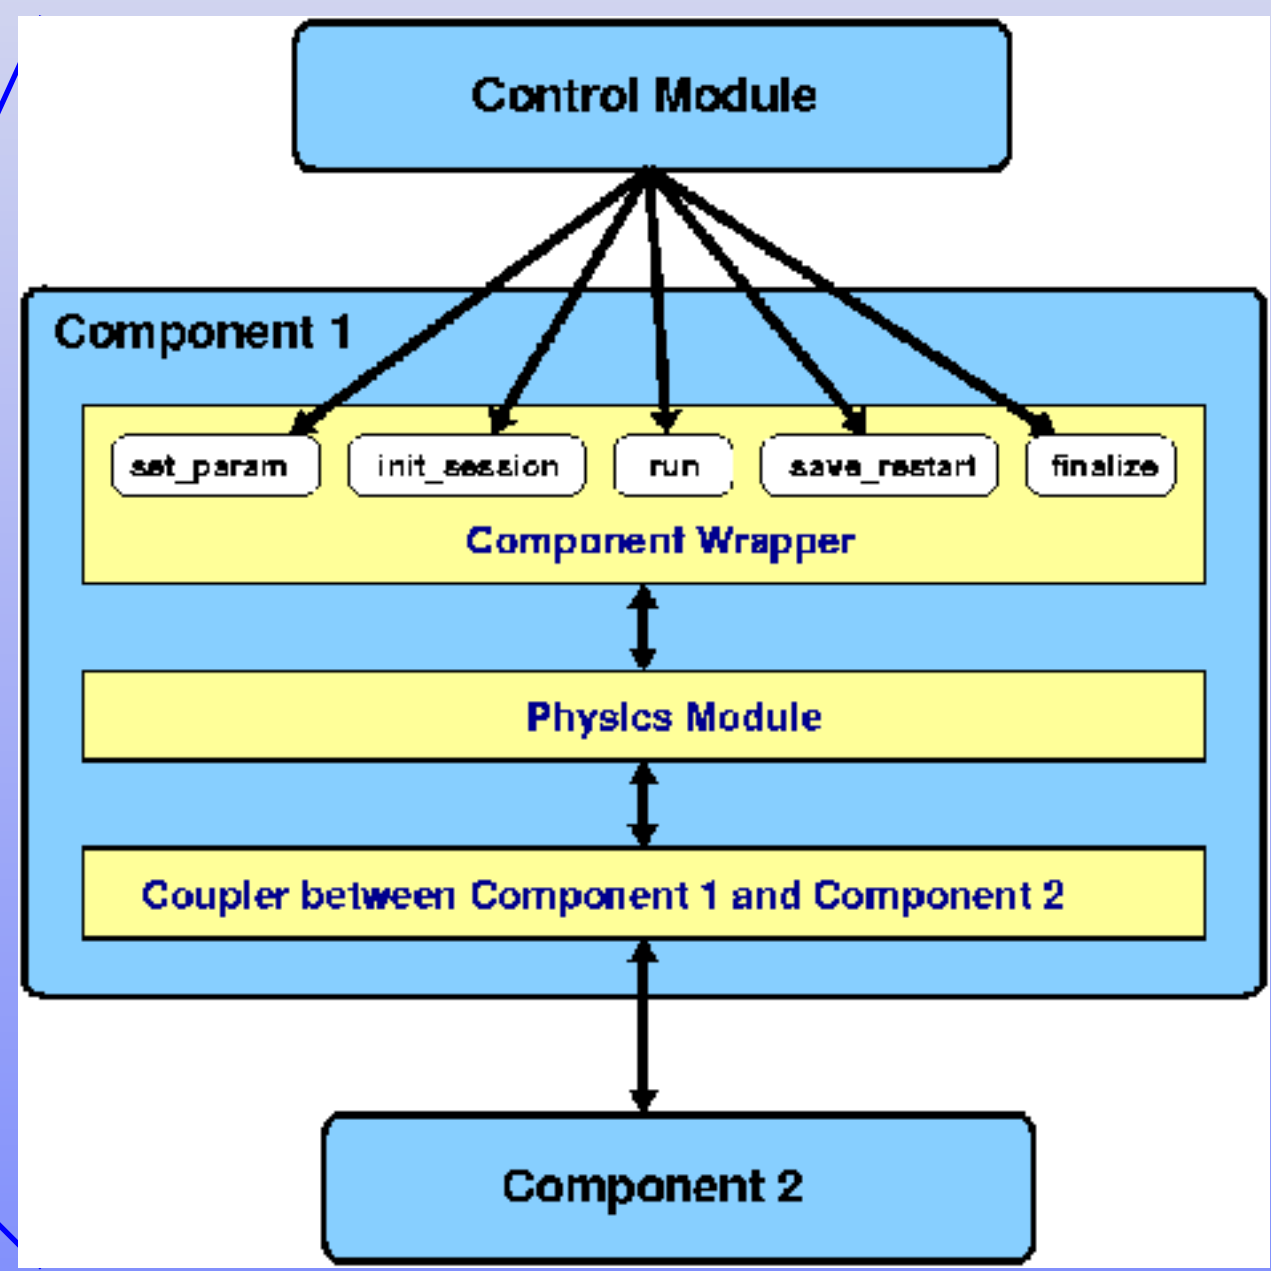 Control Module
Component 1
set_param init_session run save_restart finalize
Component Wrapper
Physics Module
Coupler between Component 1 and Component 2
Component 2